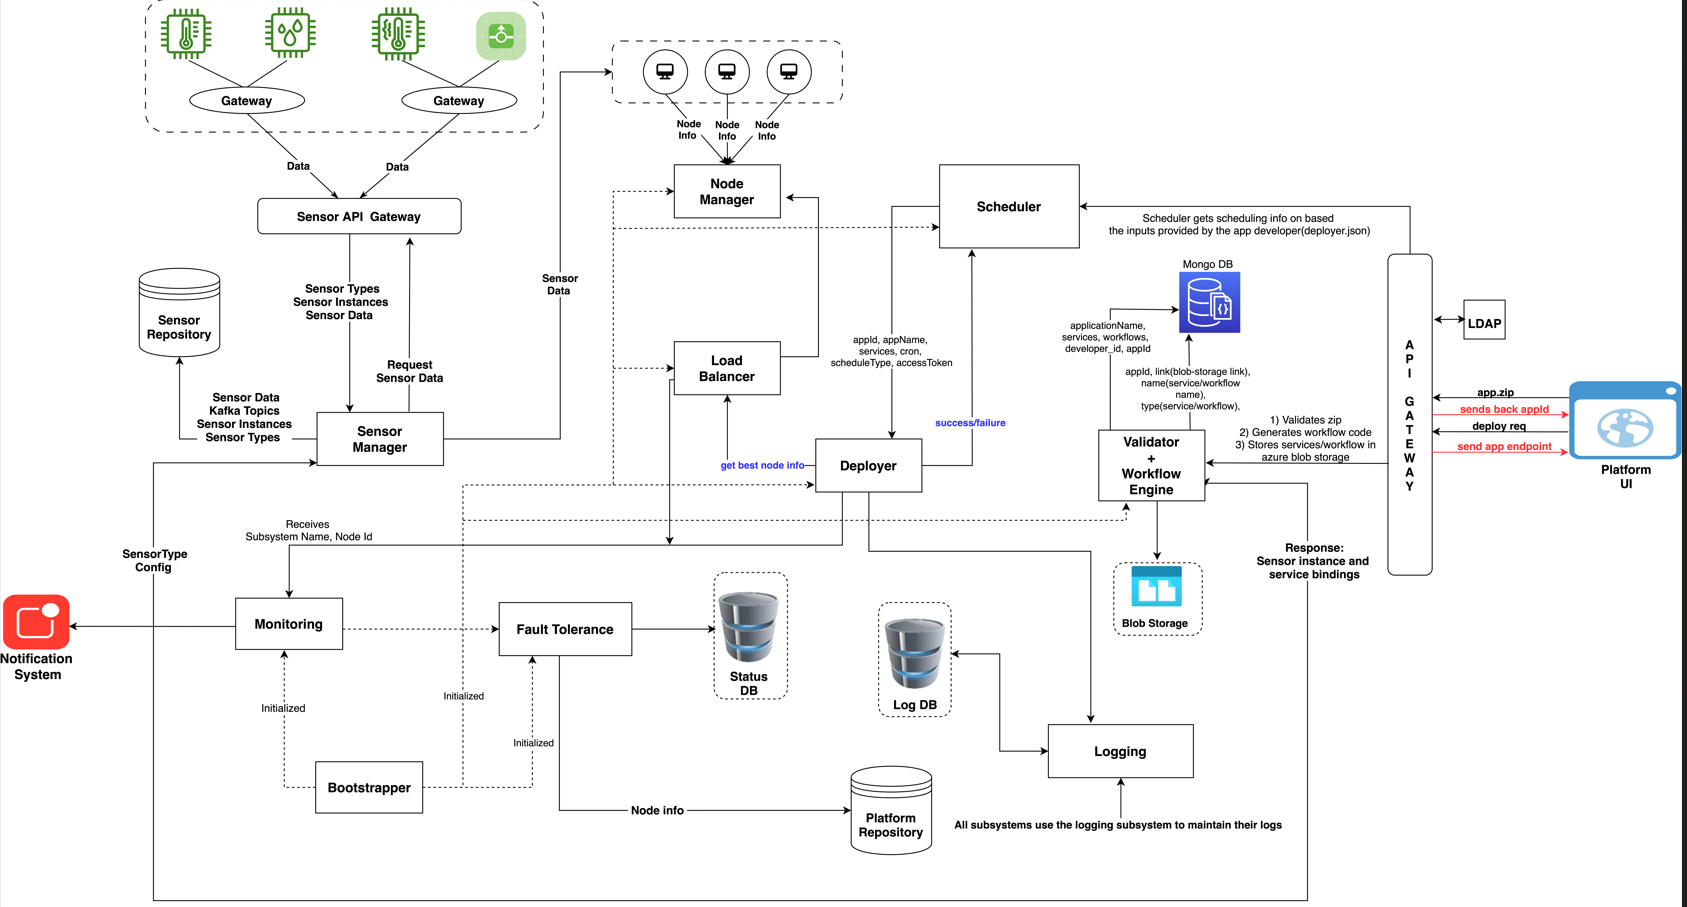 Gateway
Gateway
Data
Data
Sensor API  Gateway
Sensor Types
Sensor Instances
Sensor Data
Request
Sensor Data
Sensor
Repository
Sensor Data
Kafka Topics
Sensor Instances
Sensor Types
Sensor
Manager
Sensor
Data
Node
Info
Node
Info
Node
Info
Node
Manager
Scheduler
Scheduler gets scheduling info on based
the inputs provided by the app developer(deployer.json)
Load
Balancer
appId, appName,
services, cron,
scheduleType, accessToken
success/failure
get best node info
Deployer
Mongo DB
applicationName,
services, workflows,
developer_id, appId
appId, link(blob-storage link),
name(service/workflow
name),
type(service/workflow),
Validator
+
Workflow
Engine
1) Validates zip
2) Generates workflow code
3) Stores services/workflow in
azure blob storage
A
P
I
G
A
T
E
W
A
Y
LDAP
app.zip
sends back appId
deploy req
send app endpoint
Platform
UI
Receives
Subsystem Name, Node Id
SensorType
Config
Response:
Sensor instance and
service bindings
Blob Storage
Notification
System
Monitoring
Fault Tolerance
Status
DB
Log DB
Initialized
Initialized
Initialized
Bootstrapper
Node info
Platform
Repository
Logging
All subsystems use the logging subsystem to maintain their logs